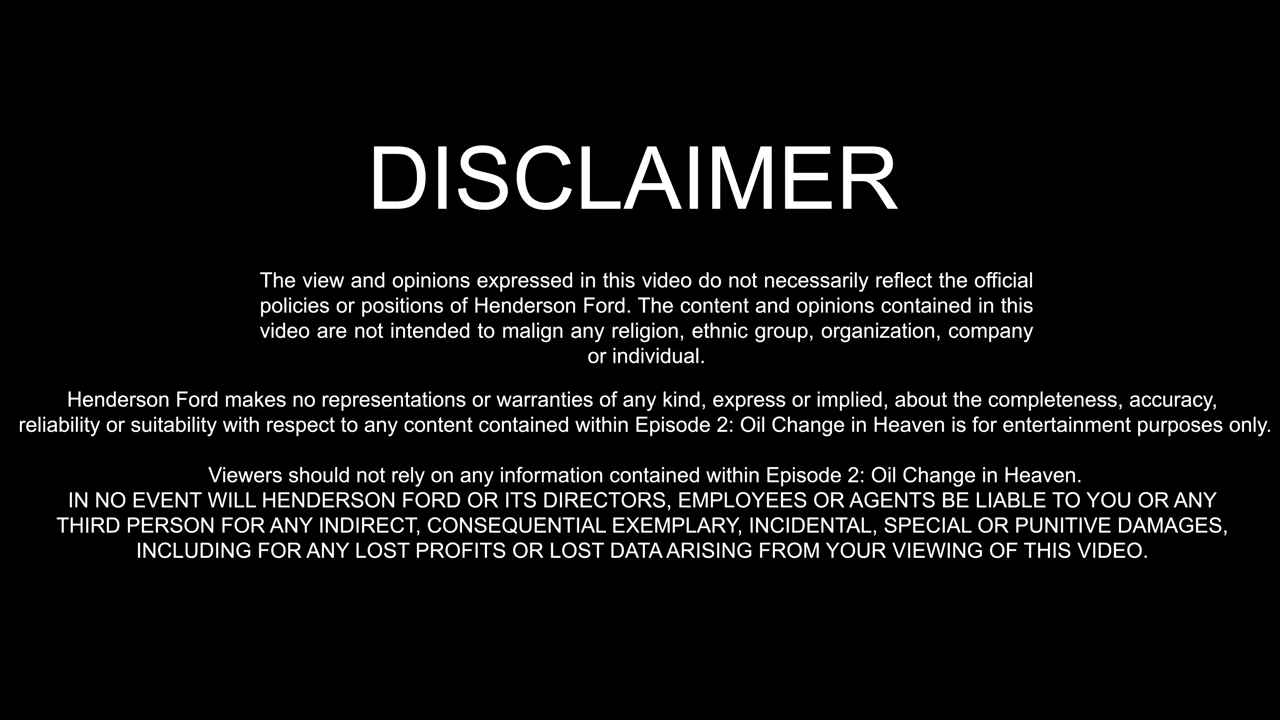 DISCLAIMER
The view and opinions expressed in this video do not necessarily reflect the official
policies or positions of Henderson Ford. The content and opinions contained in this
video are not intended to malign any religion, ethnic group, organization, company
or individual.
Henderson Ford makes no representations or warranties of any kind, express or implied, about the completeness, accuracy,
reliability or suitability with respect to any content contained within Episode 2: Oil Change in Heaven is for entertainment purposes only.
Viewers should not rely on any information contained within Episode 2: Oil Change in Heaven.
IN NO EVENT WILL HENDERSON FORD OR ITS DIRECTORS, EMPLOYEES OR AGENTS BE LIABLE TO YOU OR ANY
THIRD PERSON FOR ANY INDIRECT, CONSEQUENTIAL EXEMPLARY, INCIDENTAL, SPECIAL OR PUNITIVE DAMAGES,
INCLUDING FOR ANY LOST PROFITS OR LOST DATA ARISING FROM YOUR VIEWING OF THIS VIDEO.